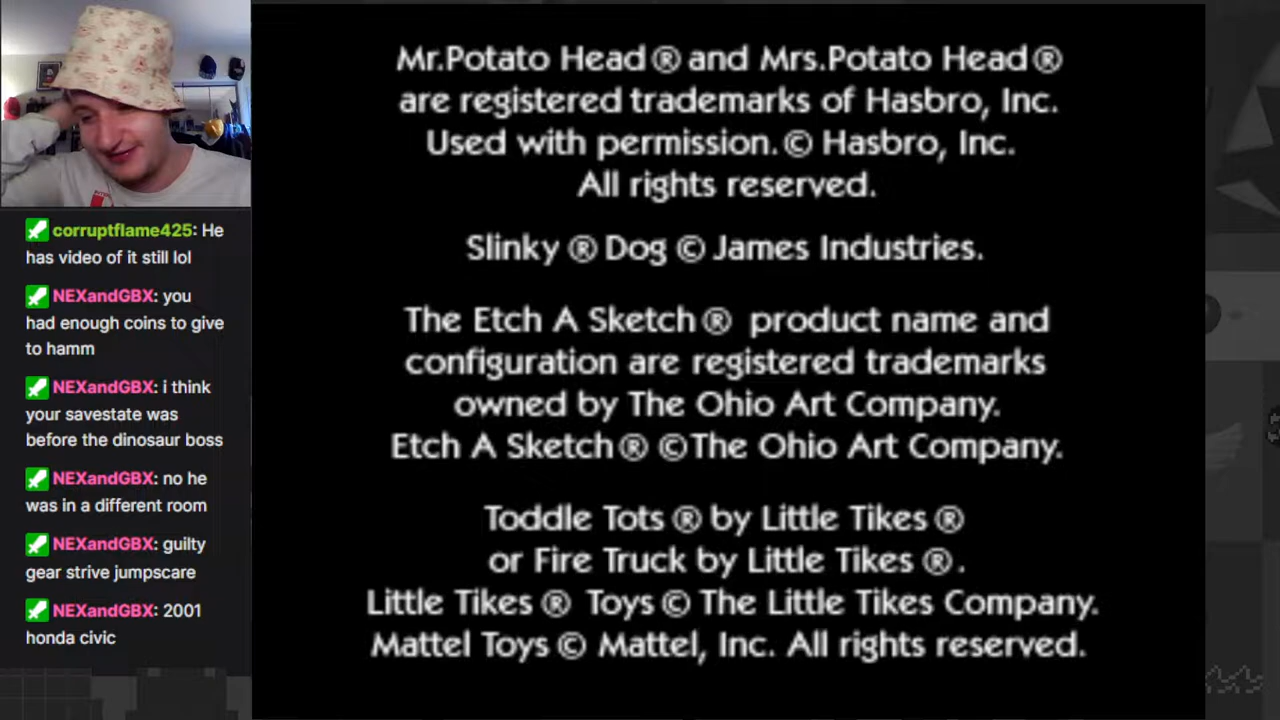 Mr.Potato Head® and Mrs.Potato Head®
are registered trademarks of Hasbro, Inc.
Used with permission.© Hasbro, Inc.
All rights reserved.
Slinky ® Dog © James Industries.
The Etch A Sketch® product name and
configuration are registered trademarks
owned by The Ohio Art Company.
Etch A Sketch® ©The Ohio Art Company.
Toddle Tots ® by Little Tikes ®
or Fire Truck by Little Tikes ®.
Little Tikes ® Toys © The Little Tikes Company.
Mattel Toys © Mattel, Inc. All rights reserved.
corruptflame425: He
has video of it still lol
NEXandGBX: you
had enough coins to give
to hamm
NEXandGBX: i think
your savestate was
before the dinosaur boss
NEXandGBX: no he
was in a different room
NEXandGBX: guilty
gear strive jumpscare
NEXandGBX: 2001
honda civic